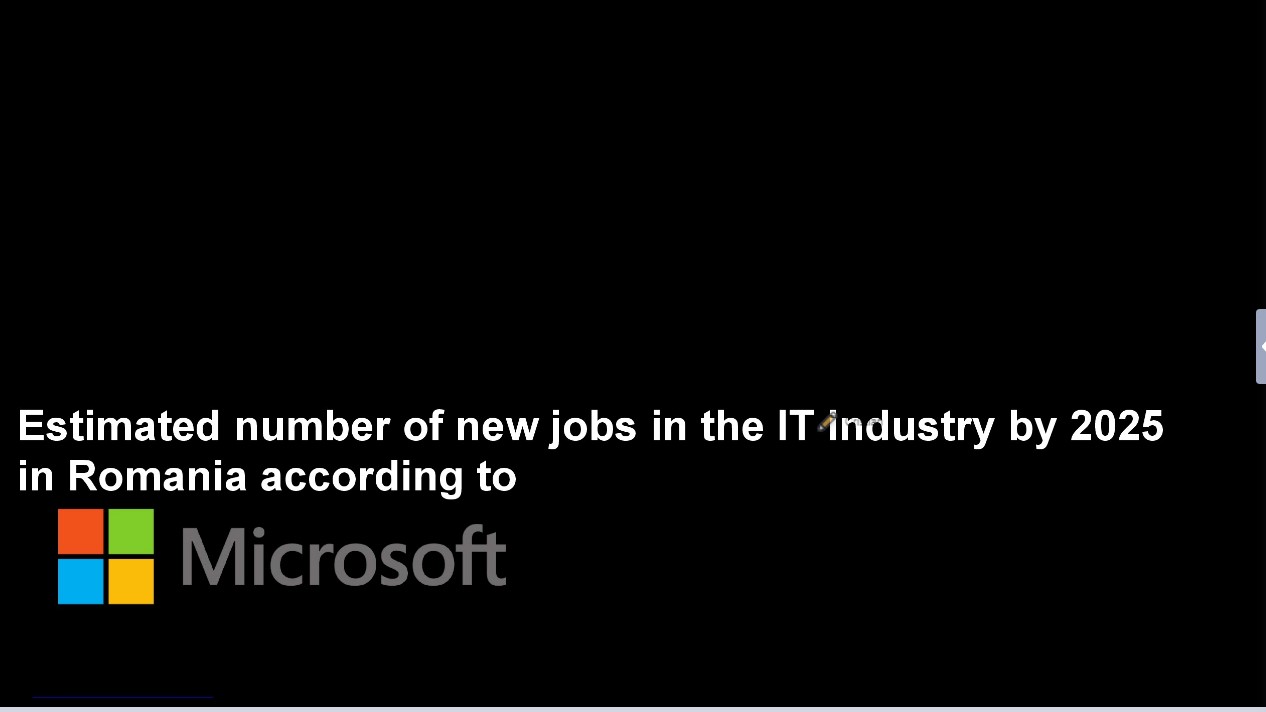 Estimated number of new jobs in the IT industry by 2025
in Romania according to
Microsoft